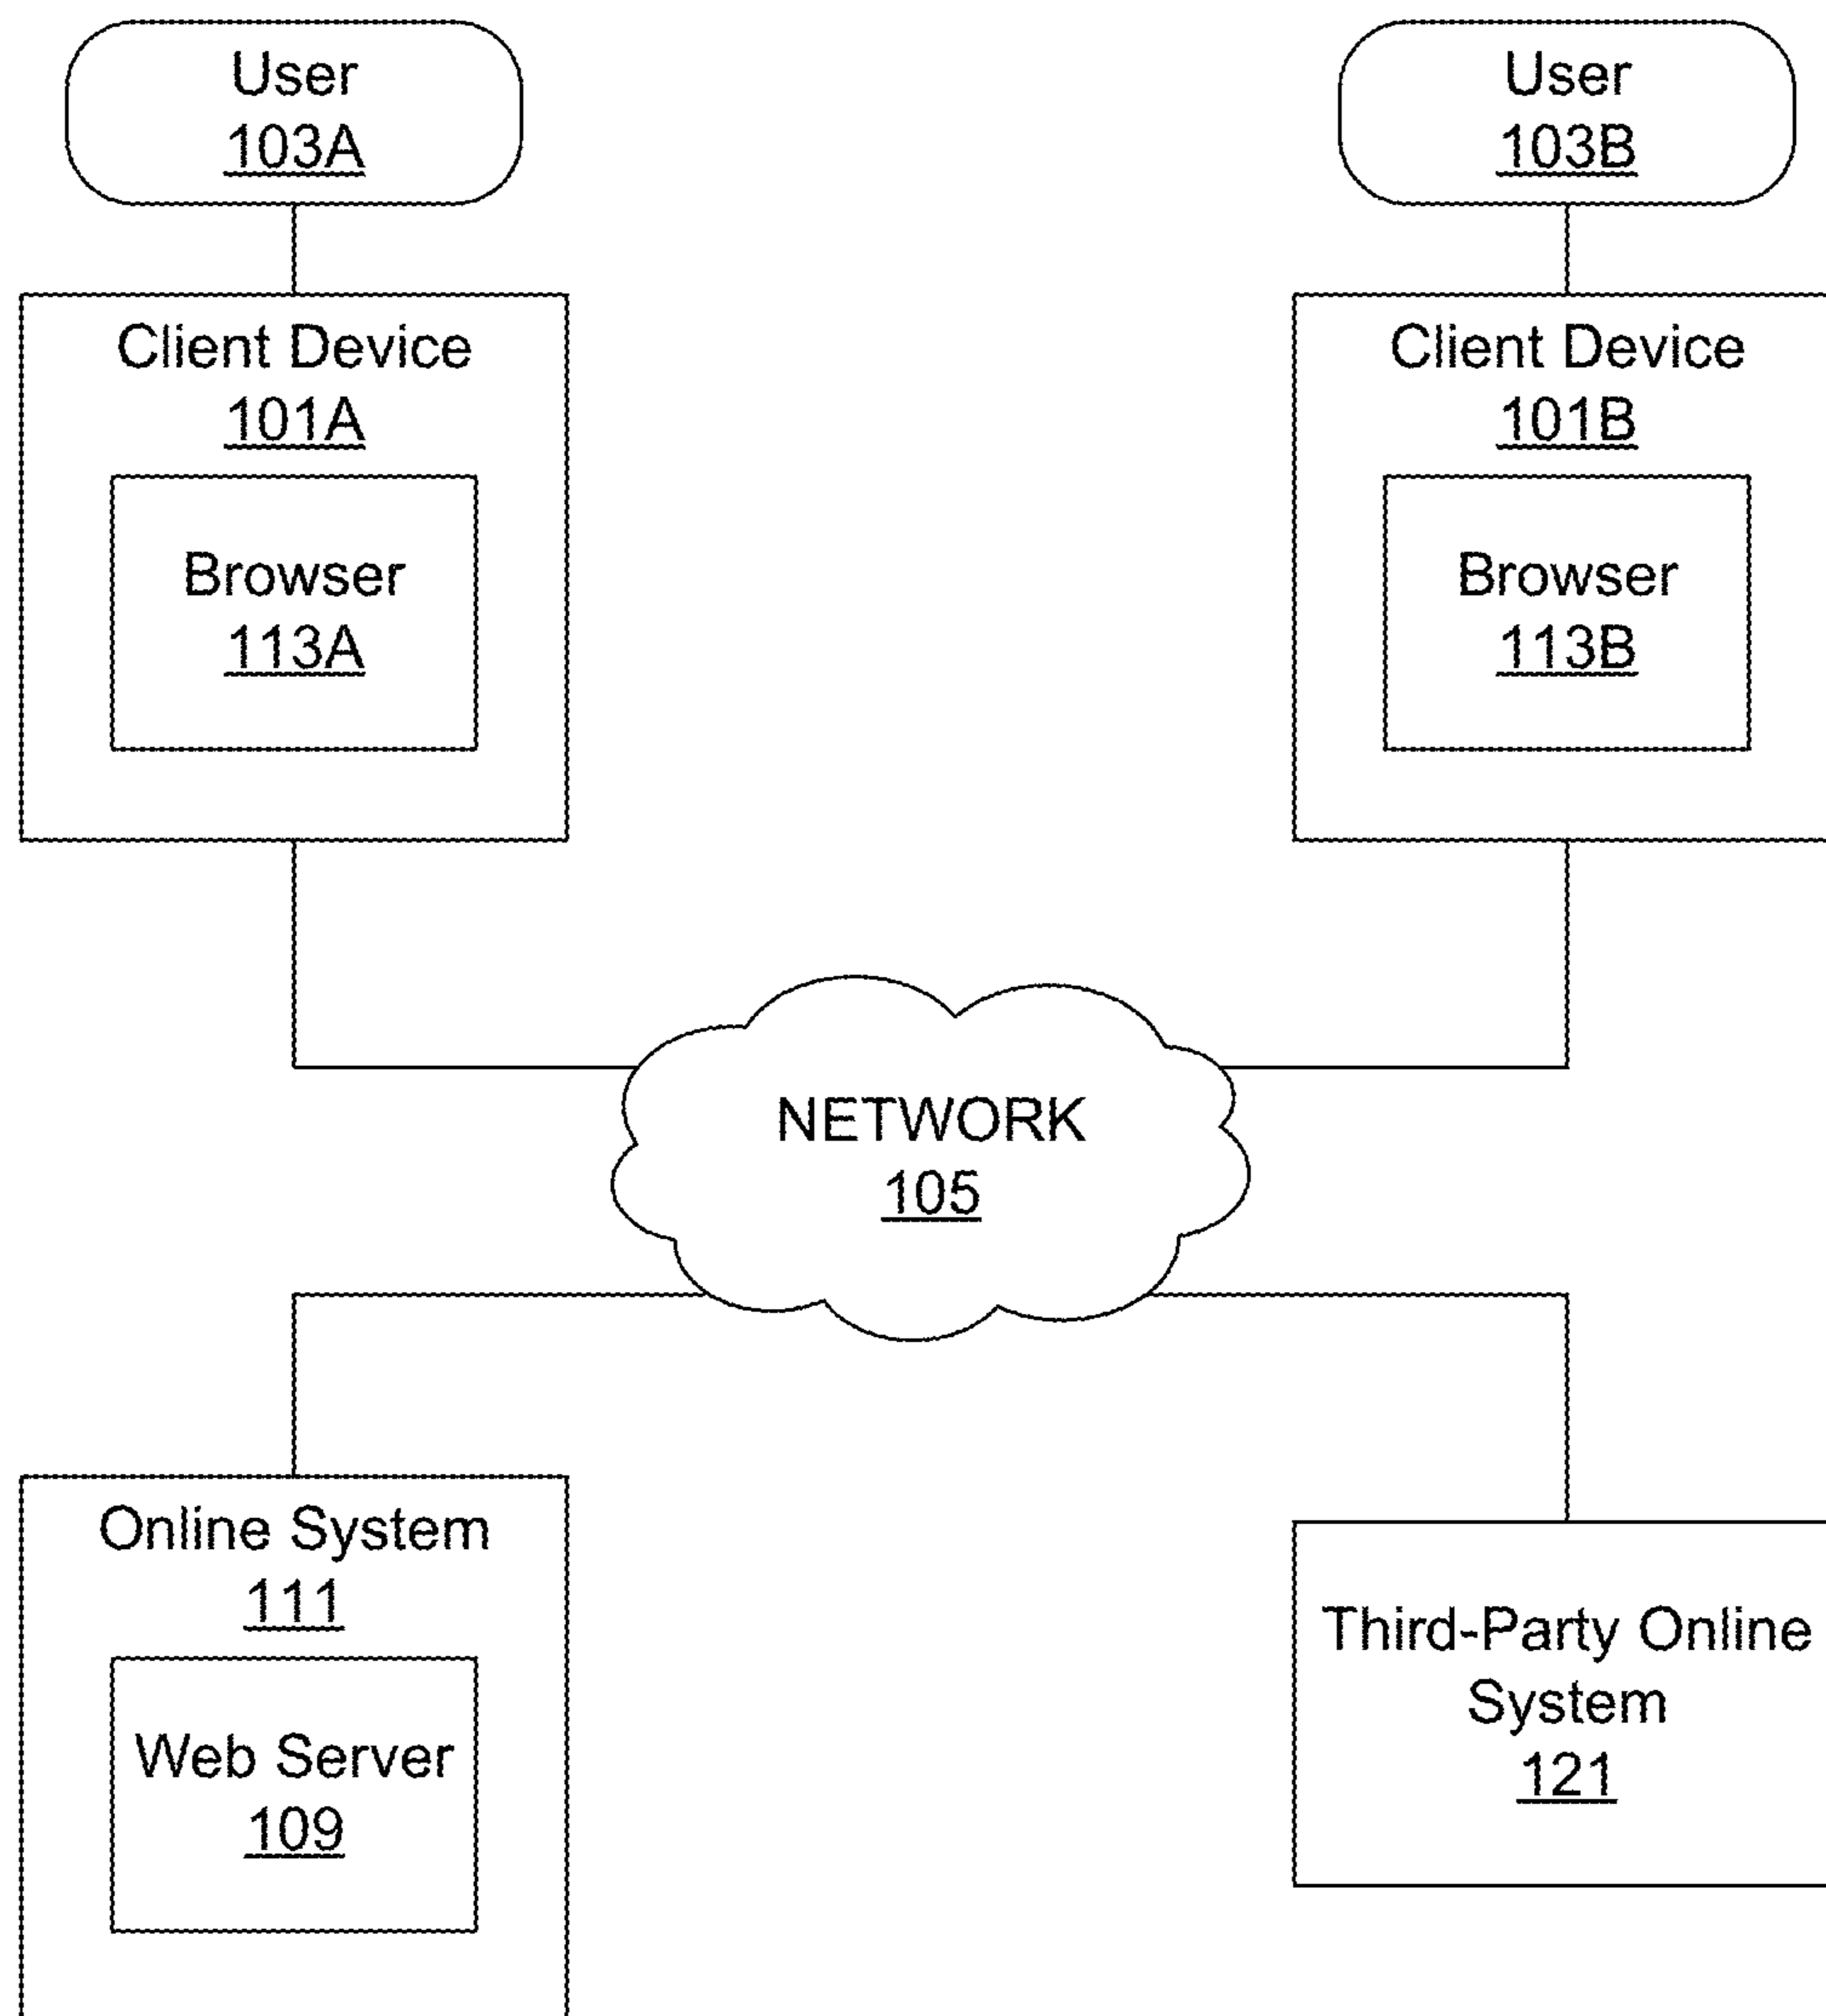 User
103A
User
103B
Client Device
101A
Client Device
101B
Browser
113A
Browser
113B
NETWORK
105
Online System
111
Web Server
109
Third-Party Online
System
121